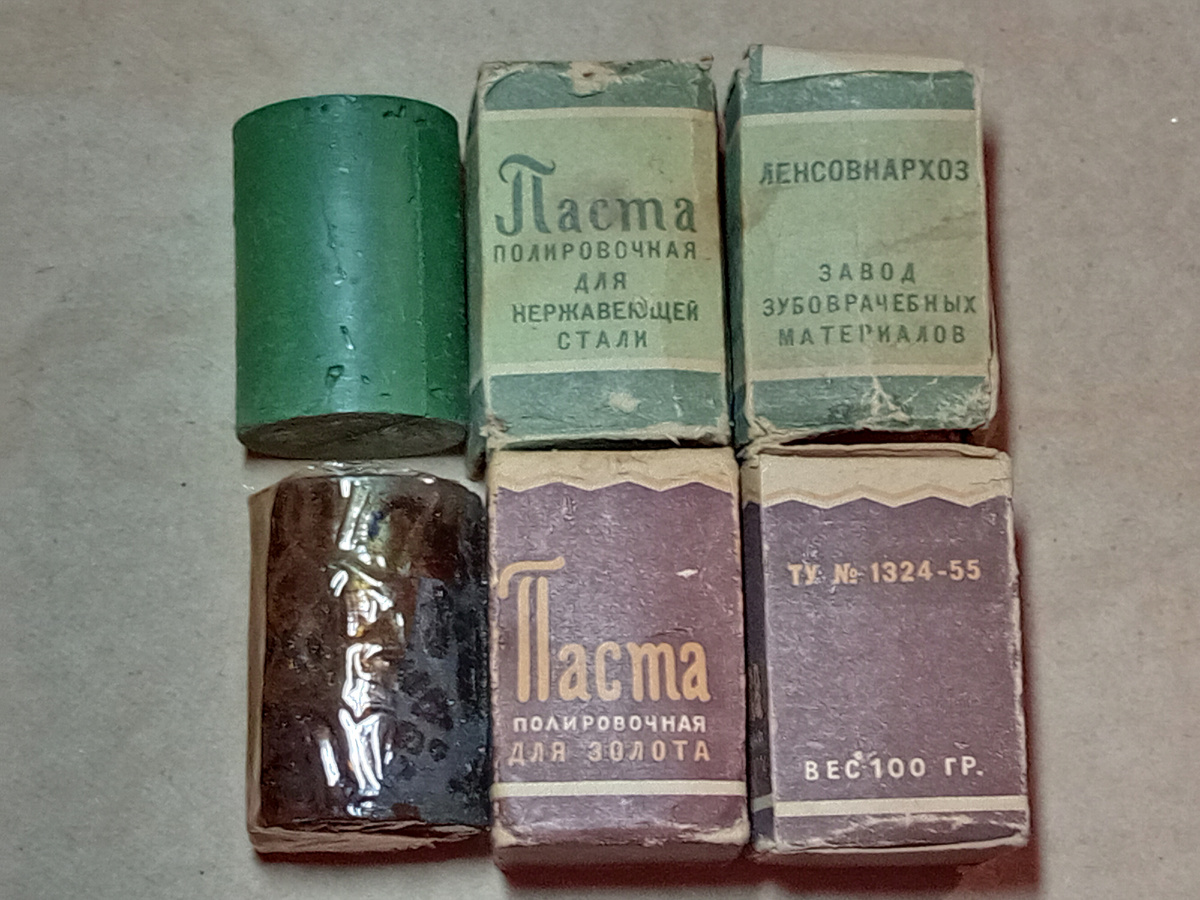 Паста
ПОЛИРОВОЧНАЯ
ДЛЯ
НЕРЖАВЕЮЩЕЙ
СТАЛИ
ЛЕНСОВНАРХОЗ
ЗАВОД
ЗУБОВРАЧЕБНЫХ
МАТЕРИАЛОВ
Паста
ПОЛИРОВОЧНАЯ
ДЛЯ ЗОЛОТА
ТУ № 1324-55
ВЕС 100 ГР.